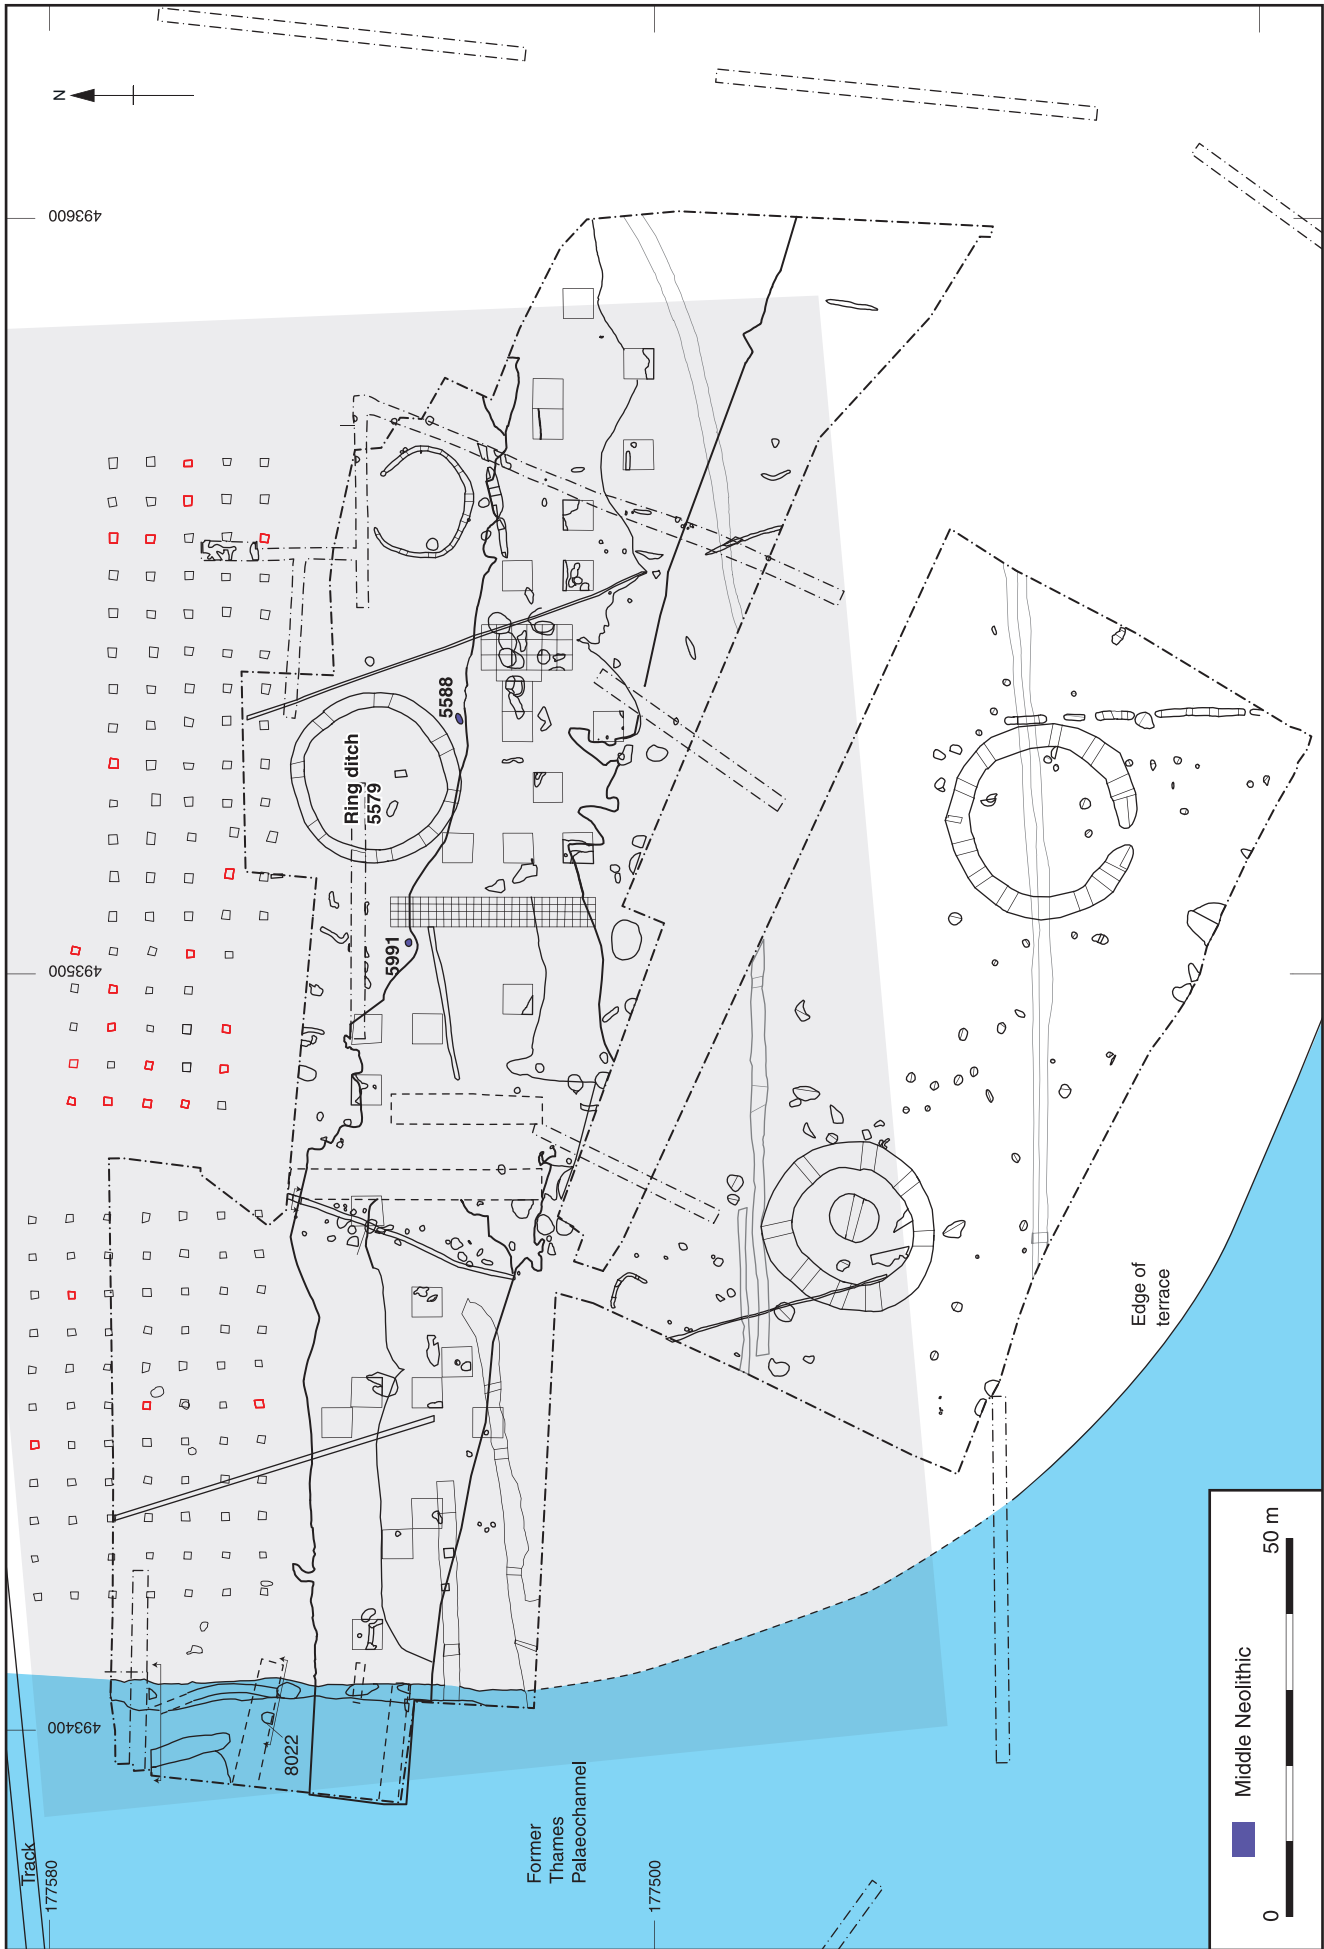 Track
177580
177500
493400
493500
493600
N
Former
Thames
Palaeochannel
8022
5991
Ring ditch
5579
5588
Edge of
terrace
Middle Neolithic
0
50 m